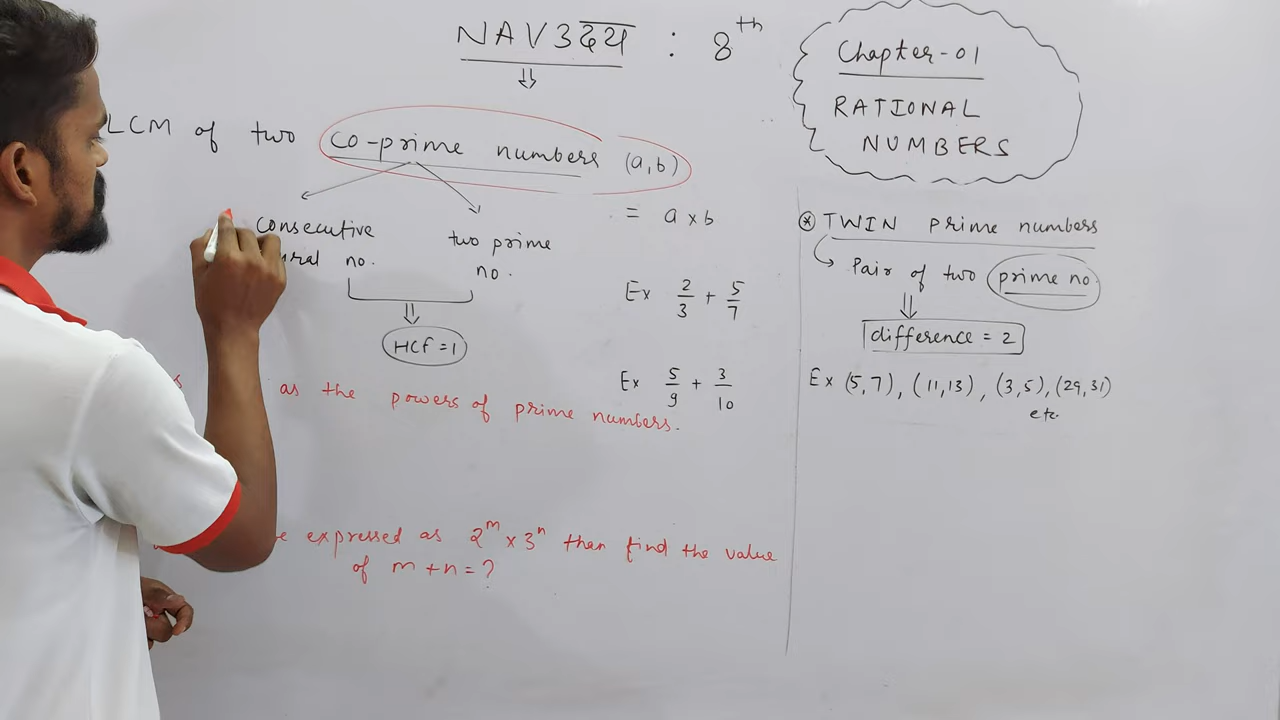 NAV3दय : 8th
⇓
LCM of two co-prime numbers (a,b)
= a × b
consecutive
no.
two prime
no.
⇓
HCF = 1
Ex 2/3 + 5/7
Ex 5/9 + 3/10
as the powers of prime numbers.
expressed as 2^m × 3^n then find the value
of m + n = ?
Chapter-01
RATIONAL
NUMBERS
⊛ TWIN prime numbers
↪ Pair of two prime no.
⇓
difference = 2
Ex (5,7), (11,13), (3,5), (29,31)
etc.